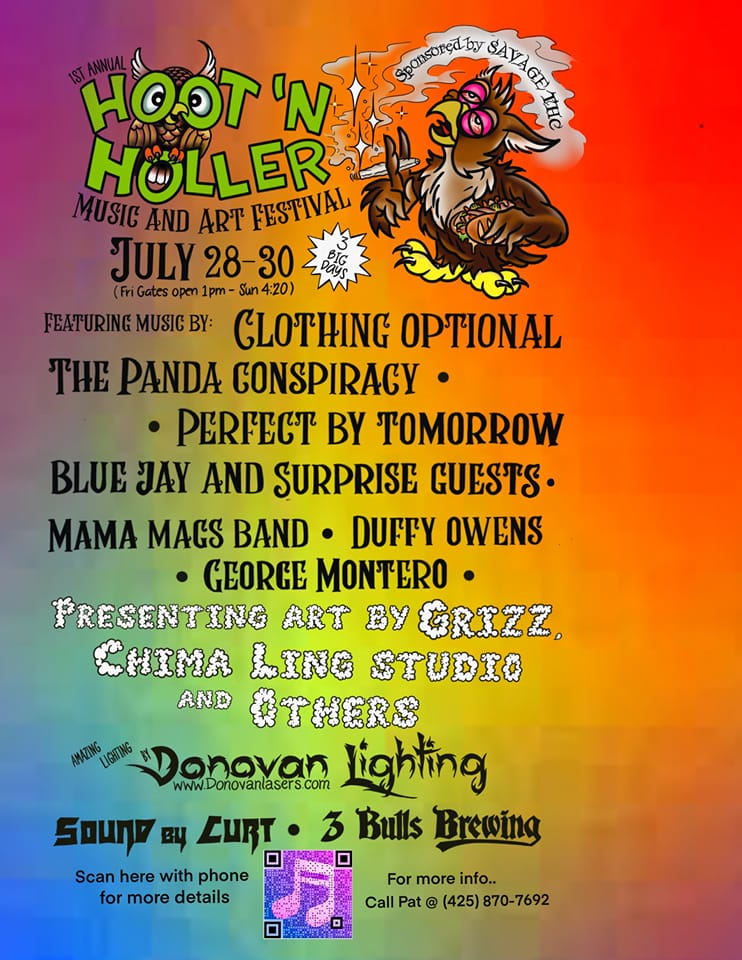 1ST ANNUAL
HOOT 'N
HOLLER
MUSIC AND ART FESTIVAL
Sponsored by SAVAGE THC
JULY 28-30
3
BIG
DAYS
(Fri Gates open 1pm - Sun 4:20)
FEATURING MUSIC BY: CLOTHING OPTIONAL
THE PANDA CONSPIRACY •
• PERFECT BY TOMORROW
BLUE JAY AND SURPRISE GUESTS •
MAMA MAGS BAND • DUFFY OWENS
• GEORGE MONTERO •
PRESENTING ART BY GRIZZ,
CHIMA LING STUDIO
AND OTHERS
AMAZING LIGHTING BY Donovan Lighting
www.Donovanlasers.com
SOUND BY CURT • 3 Bulls Brewing
Scan here with phone
for more details
For more info..
Call Pat @ (425) 870-7692